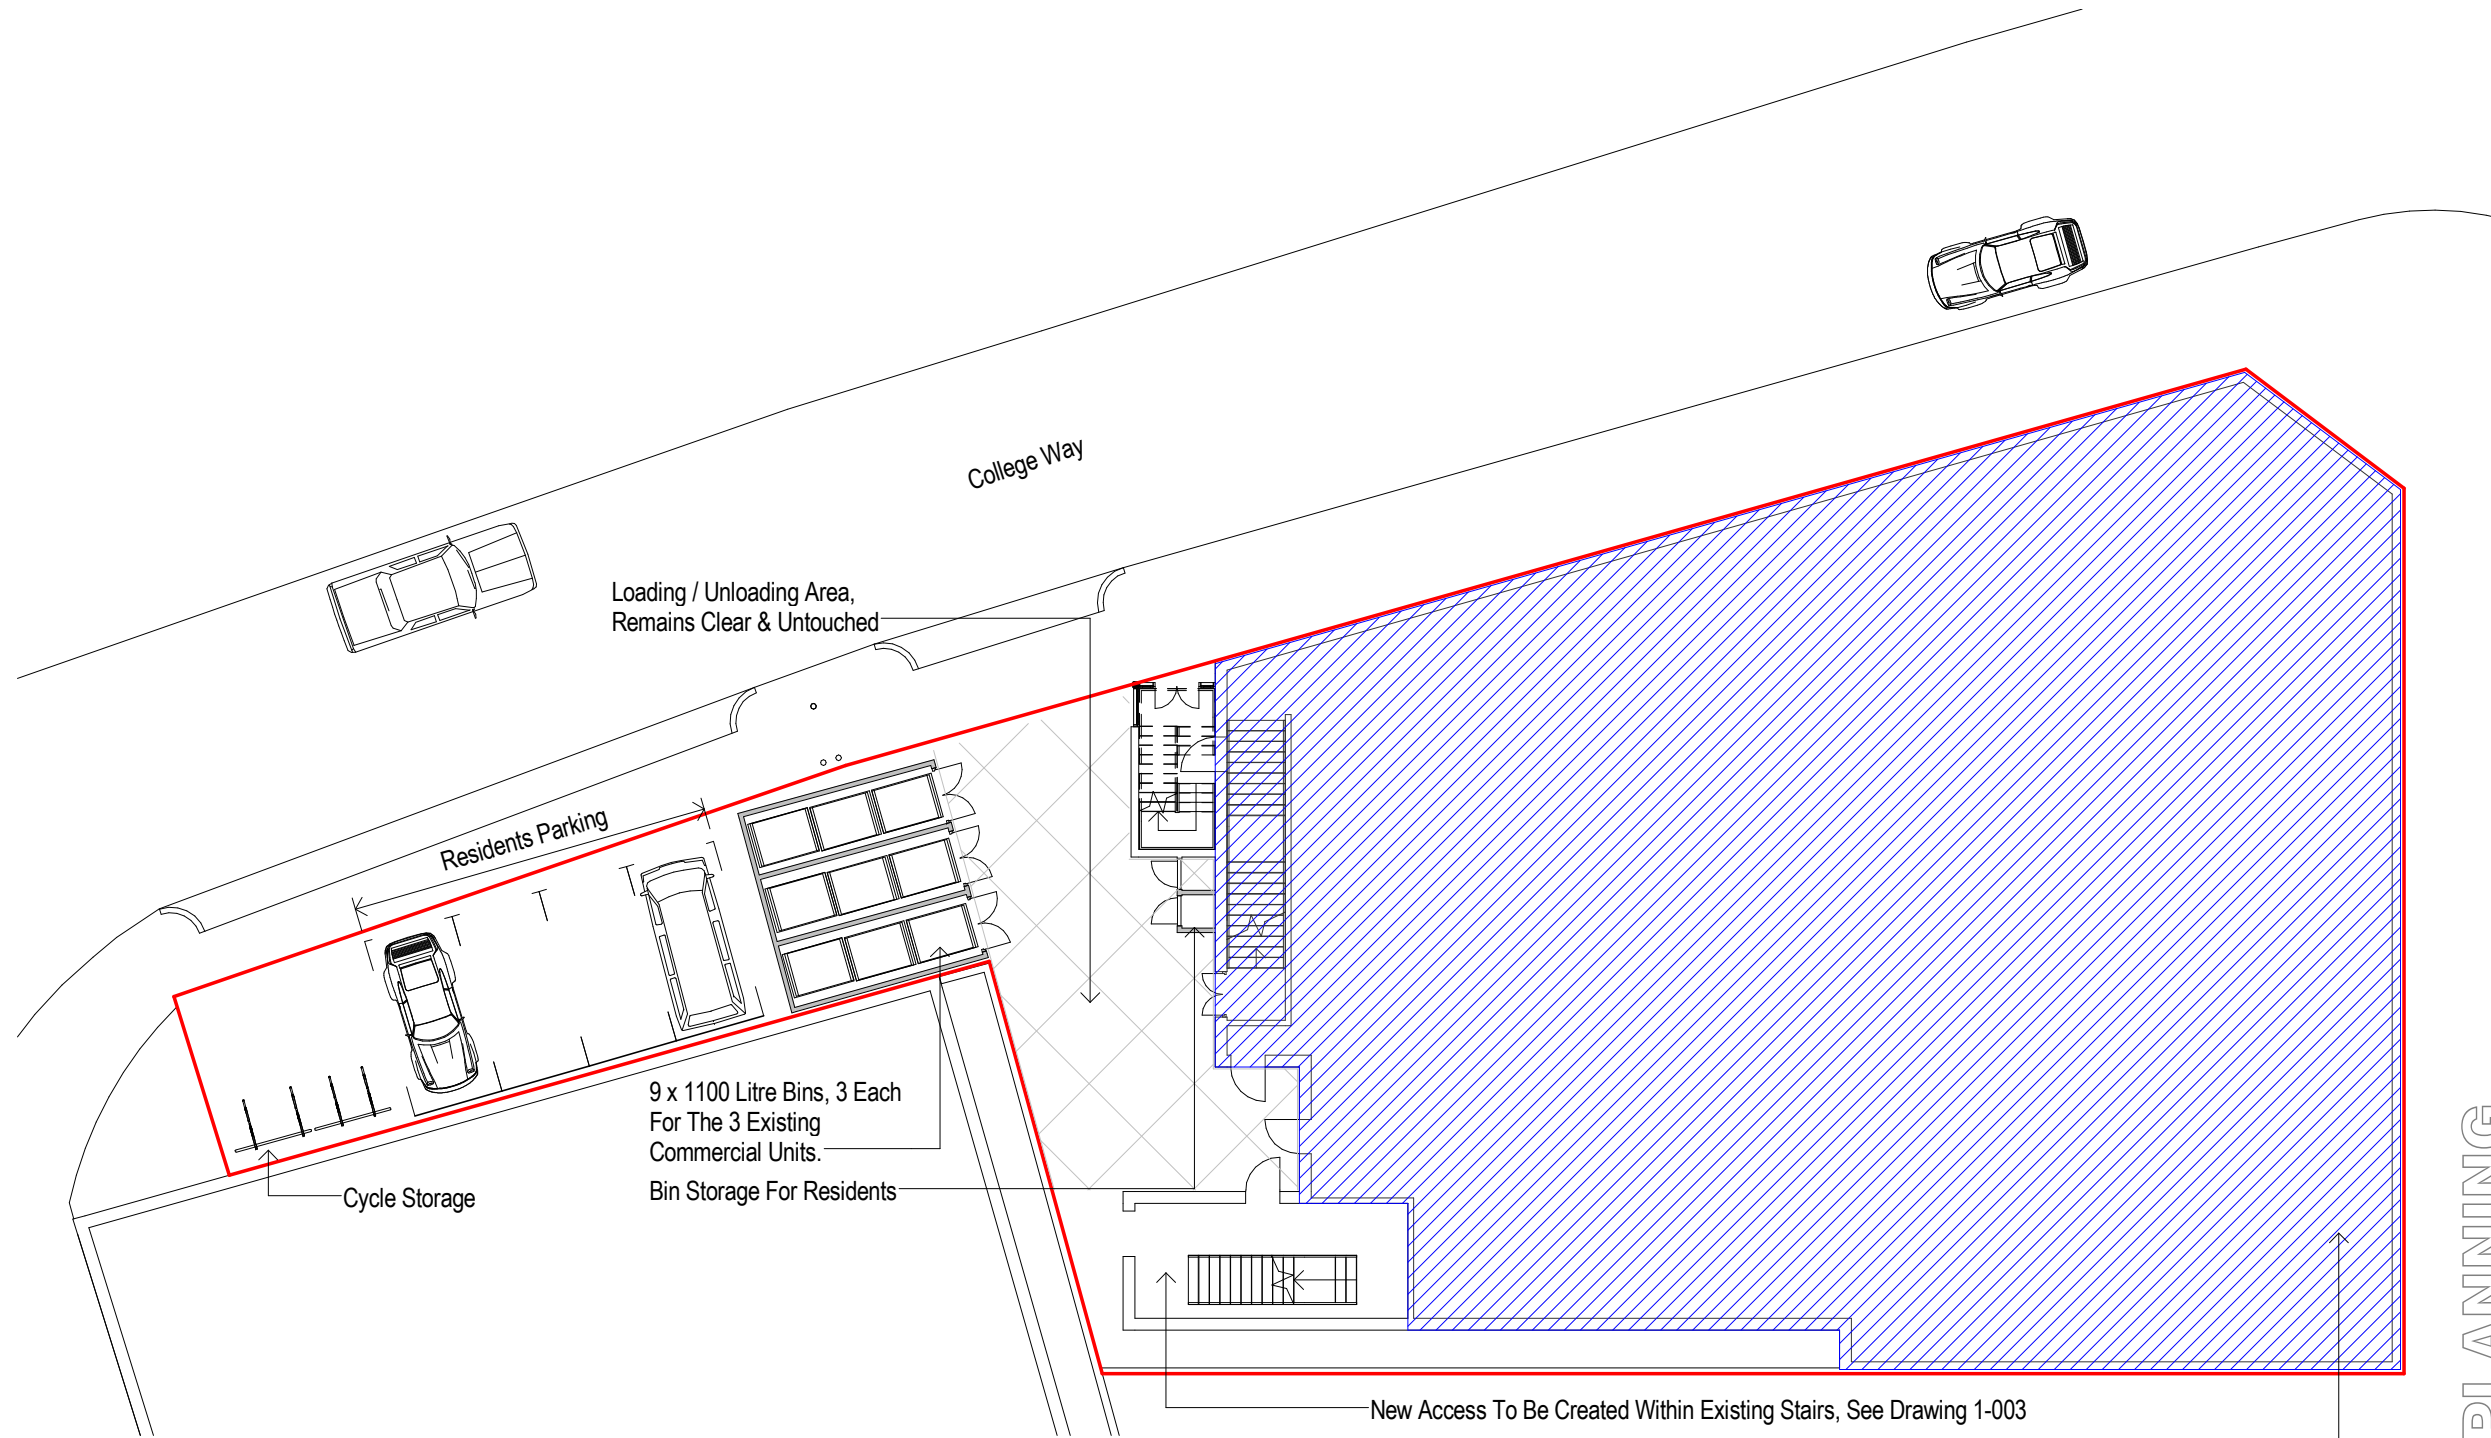 College Way
Loading / Unloading Area,
Remains Clear & Untouched
Residents Parking
9 x 1100 Litre Bins, 3 Each
For The 3 Existing
Commercial Units.
Bin Storage For Residents
Cycle Storage
New Access To Be Created Within Existing Stairs, See Drawing 1-003
PLANNING